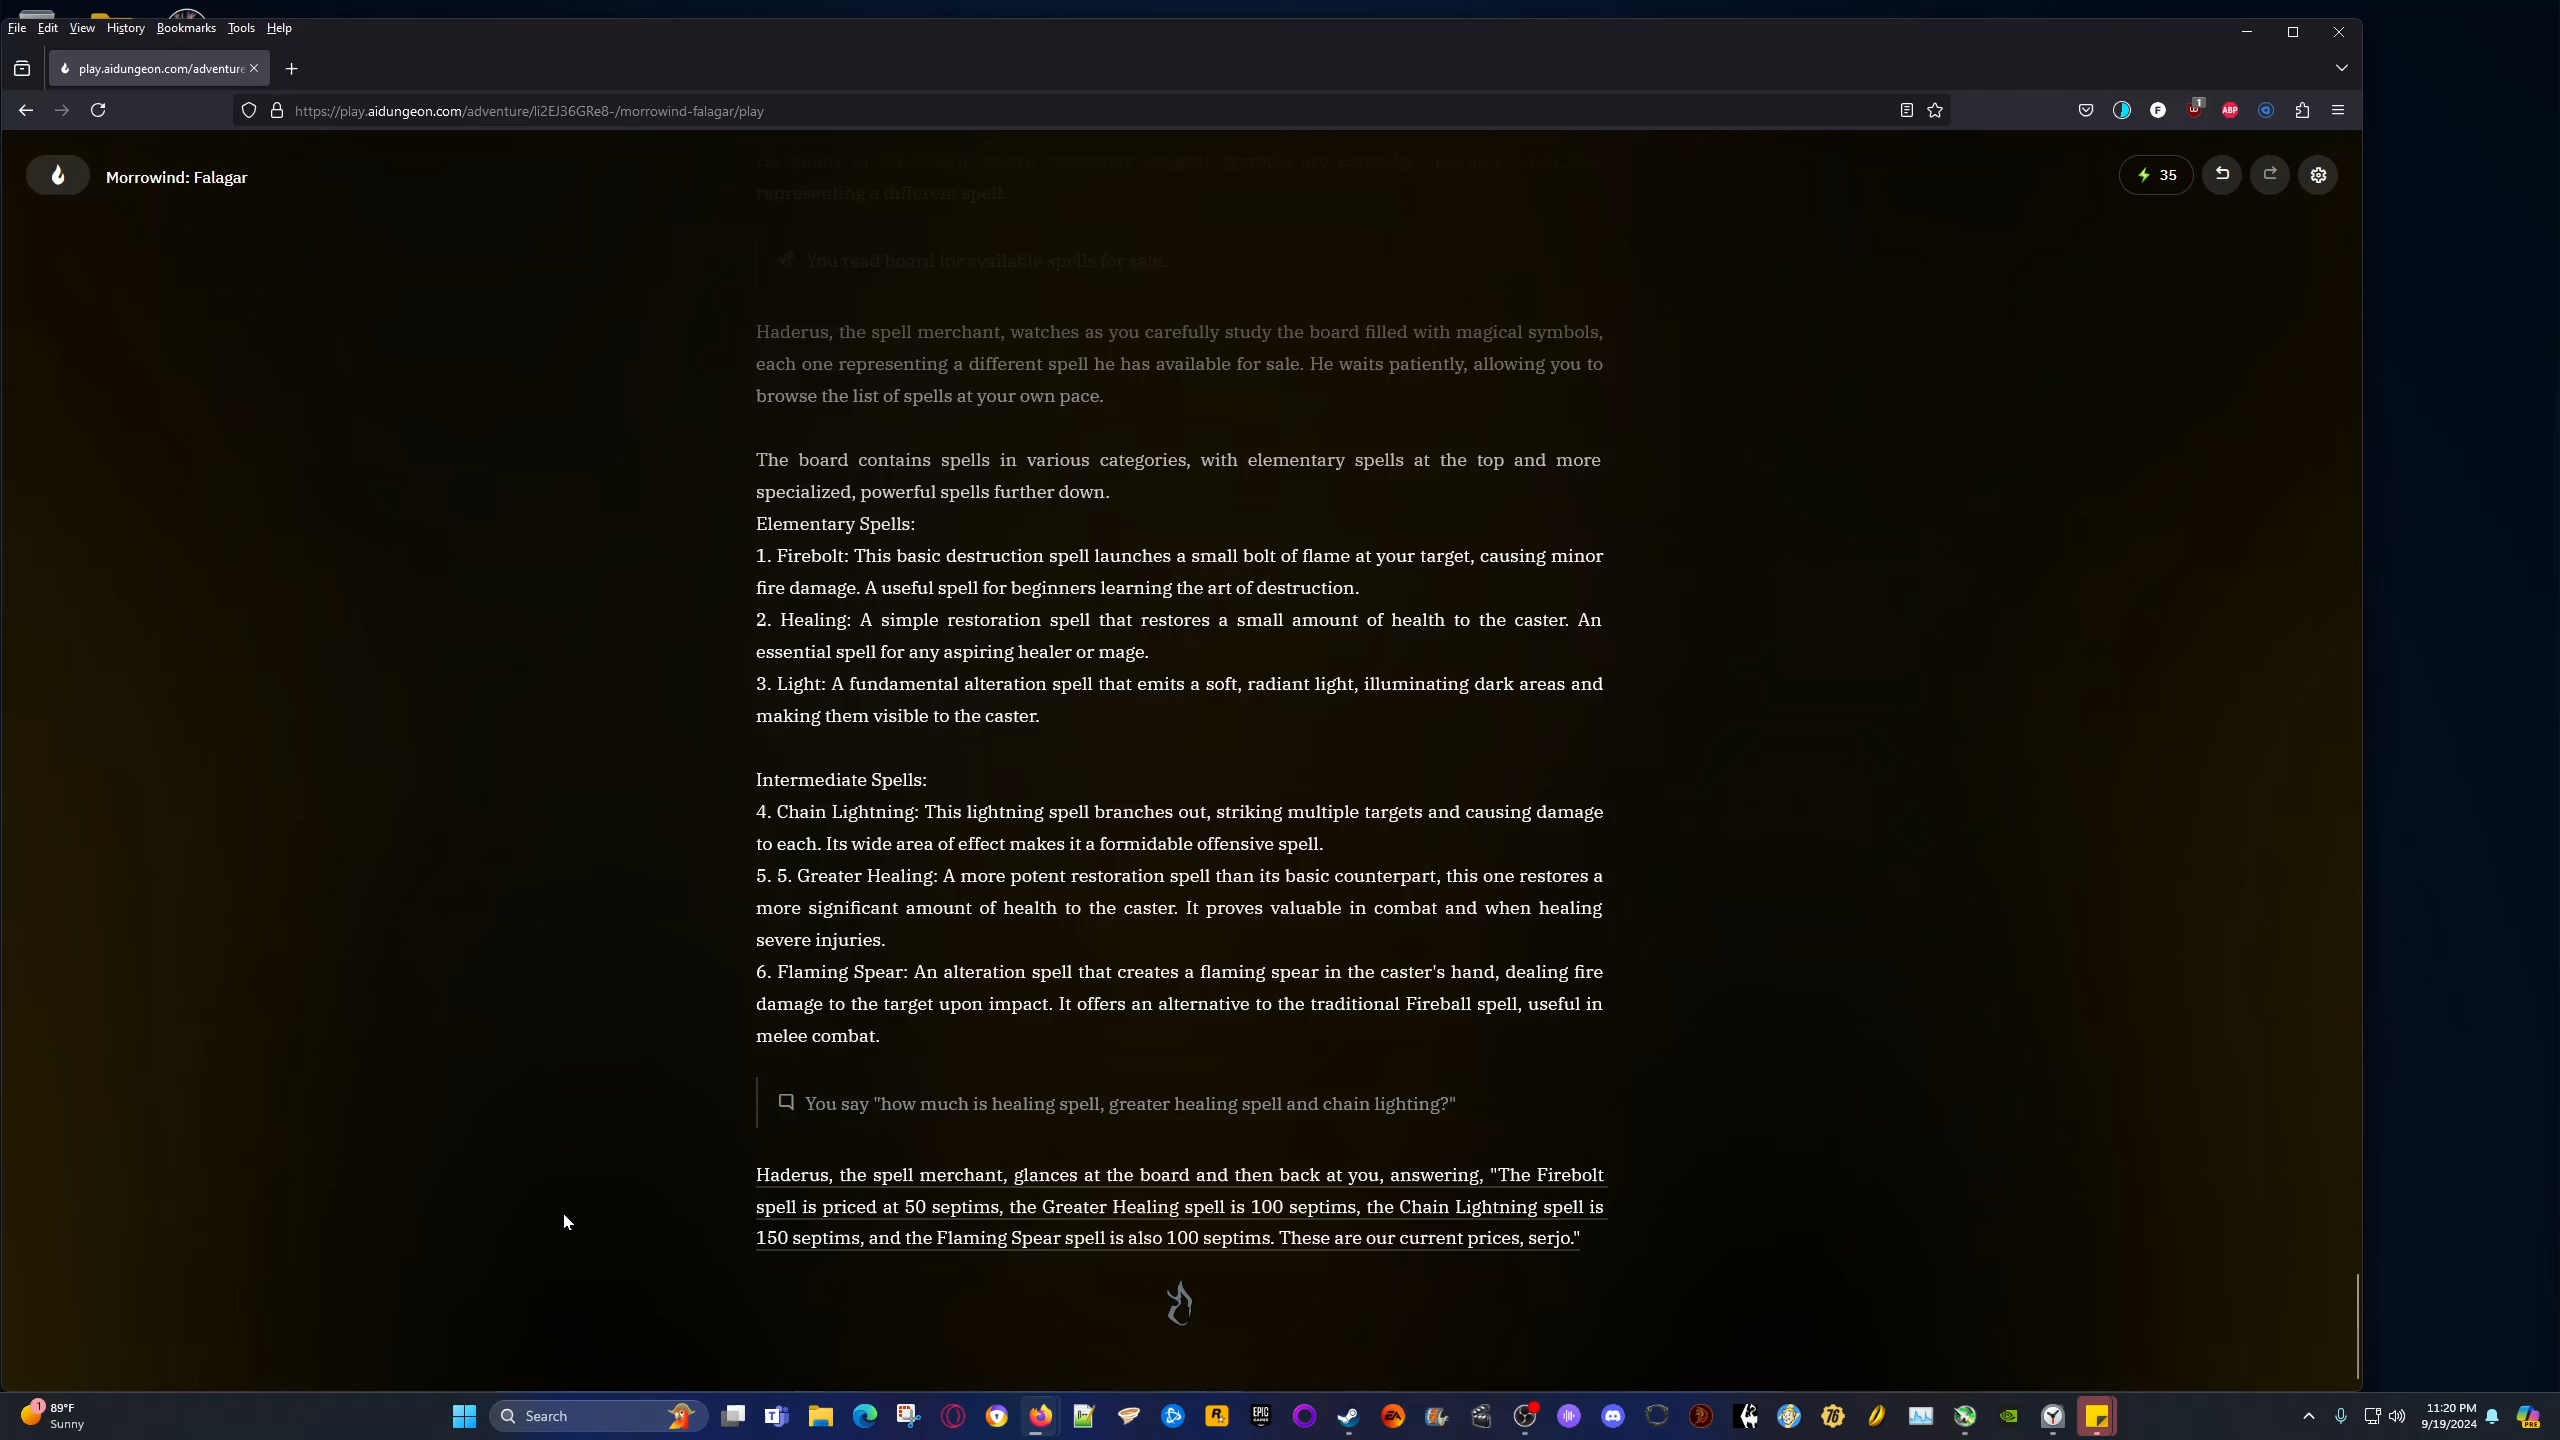 File Edit View History Bookmarks Tools Help
play.aidungeon.com/adventure
https://play.aidungeon.com/adventure/li2EJ36GRe8-/morrowind-falagar/play
1
ABP
Morrowind: Falagar
35
representing a different spell.
You read board for available spells for sale.
Haderus, the spell merchant, watches as you carefully study the board filled with magical symbols,
each one representing a different spell he has available for sale. He waits patiently, allowing you to
browse the list of spells at your own pace.
The board contains spells in various categories, with elementary spells at the top and more
specialized, powerful spells further down.
Elementary Spells:
1. Firebolt: This basic destruction spell launches a small bolt of flame at your target, causing minor
fire damage. A useful spell for beginners learning the art of destruction.
2. Healing: A simple restoration spell that restores a small amount of health to the caster. An
essential spell for any aspiring healer or mage.
3. Light: A fundamental alteration spell that emits a soft, radiant light, illuminating dark areas and
making them visible to the caster.
Intermediate Spells:
4. Chain Lightning: This lightning spell branches out, striking multiple targets and causing damage
to each. Its wide area of effect makes it a formidable offensive spell.
5. 5. Greater Healing: A more potent restoration spell than its basic counterpart, this one restores a
more significant amount of health to the caster. It proves valuable in combat and when healing
severe injuries.
6. Flaming Spear: An alteration spell that creates a flaming spear in the caster's hand, dealing fire
damage to the target upon impact. It offers an alternative to the traditional Fireball spell, useful in
melee combat.
You say "how much is healing spell, greater healing spell and chain lighting?"
Haderus, the spell merchant, glances at the board and then back at you, answering, "The Firebolt
spell is priced at 50 septims, the Greater Healing spell is 100 septims, the Chain Lightning spell is
150 septims, and the Flaming Spear spell is also 100 septims. These are our current prices, serjo."
1
89°F
Sunny
Search
EPIC GAMES
EA
76
11:20 PM
9/19/2024
PRE